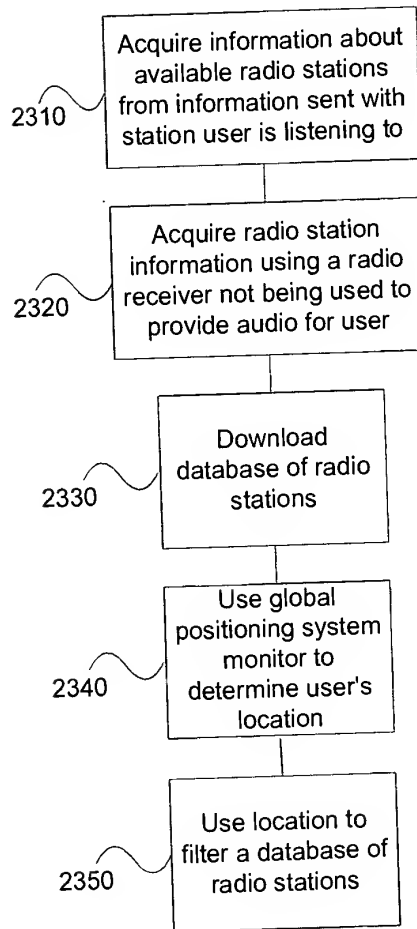 Acquire information about
available radio stations
from information sent with
station user is listening to
2310
Acquire radio station
information using a radio
receiver not being used to
provide audio for user
2320
Download
database of radio
stations
2330
Use global
positioning system
monitor to
determine user's
location
2340
Use location to
filter a database of
radio stations
2350